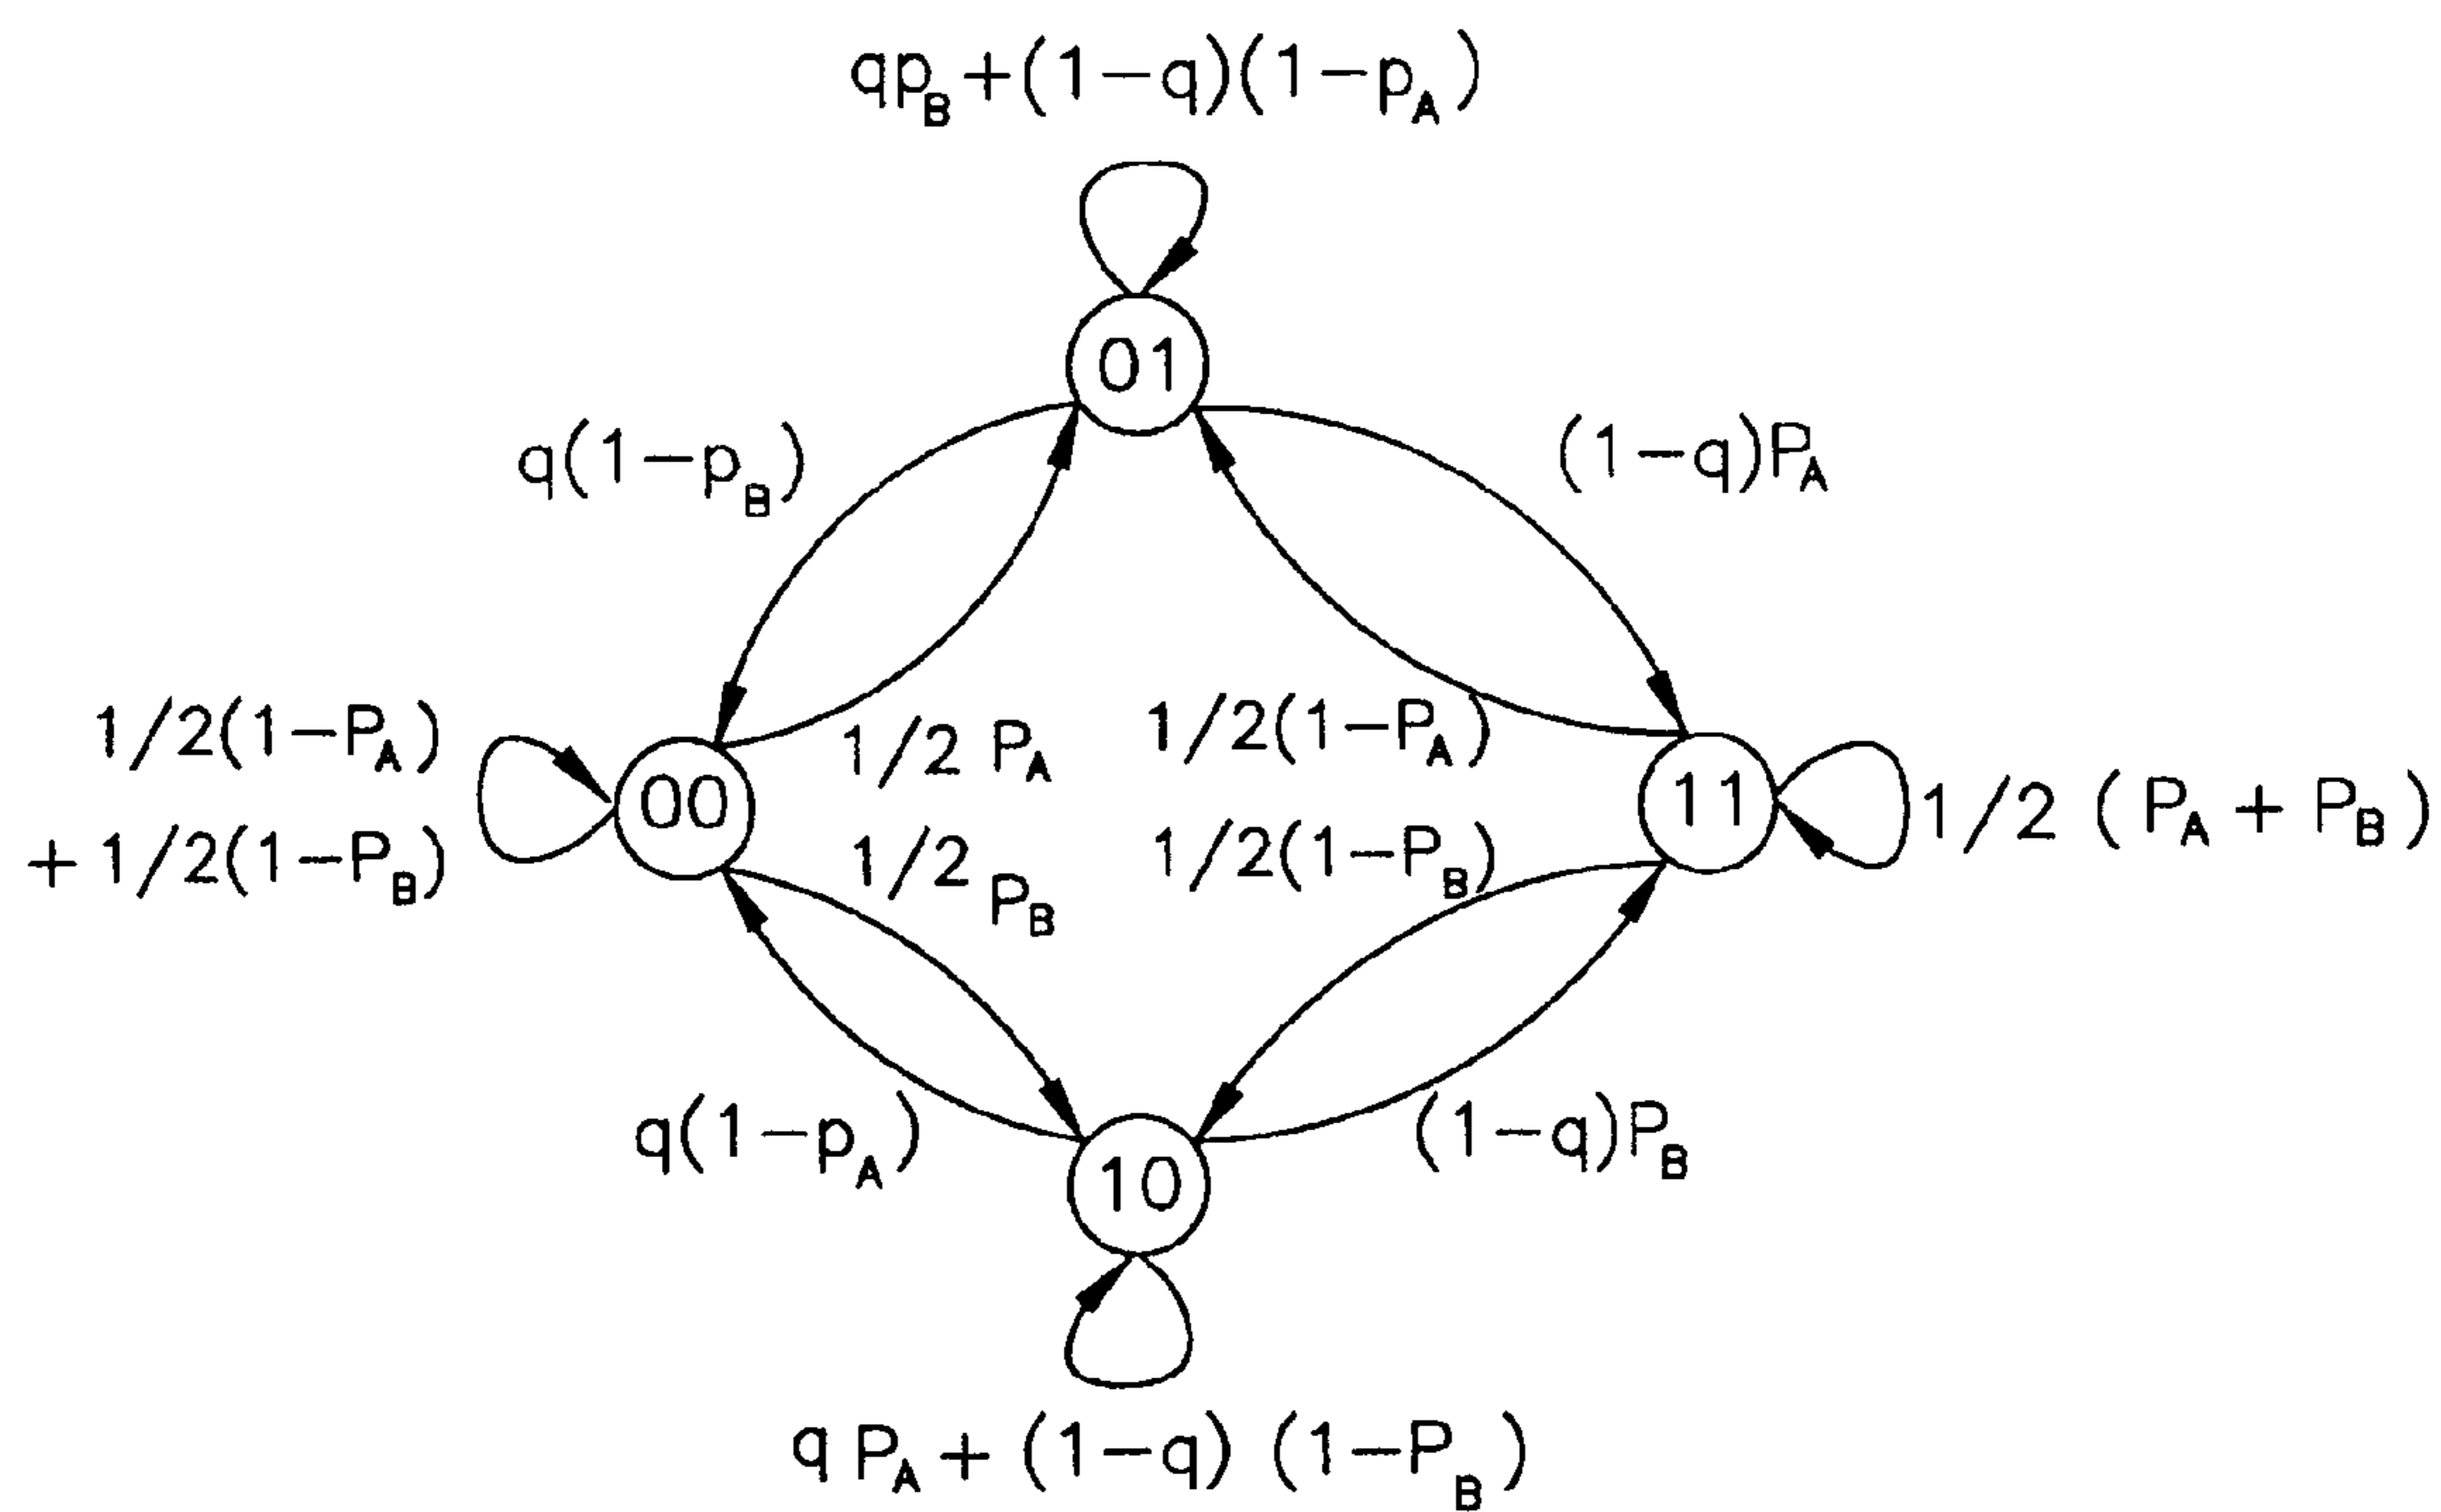 qp_B+(1-q)(1-p_A)
01
q(1-p_B)
(1-q)P_A
1/2(1-P_A)
+1/2(1-P_B)
00
1/2 P_A
1/2(1-P_A)
1/2 P_B
1/2(1-P_B)
11
1/2 (P_A + P_B)
q(1-p_A)
(1-q)P_B
10
q P_A + (1-q) (1-P_B)